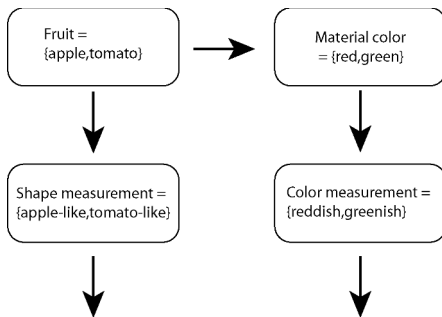 Fruit =
{apple,tomato}
Material color
= {red,green}
Shape measurement =
{apple-like,tomato-like}
Color measurement =
{reddish,greenish}